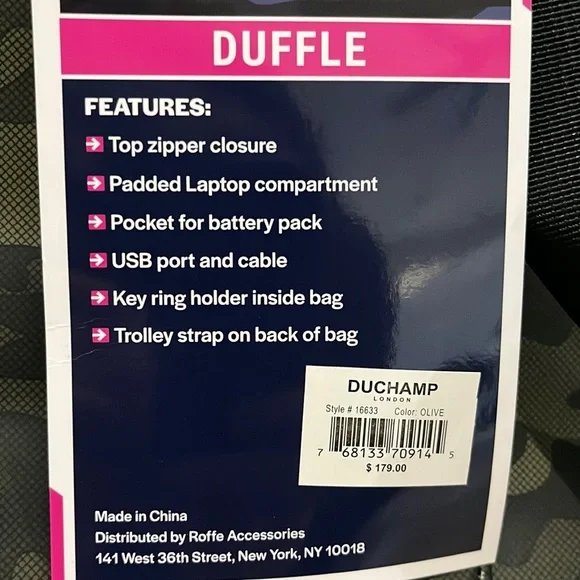 DUFFLE
FEATURES:
Top zipper closure
Padded Laptop compartment
Pocket for battery pack
USB port and cable
Key ring holder inside bag
Trolley strap on back of bag
DUCHAMP
LONDON
Style # 16633 Color: OLIVE
7 68133 70914 5
$ 179.00
Made in China
Distributed by Roffe Accessories
141 West 36th Street, New York, NY 10018